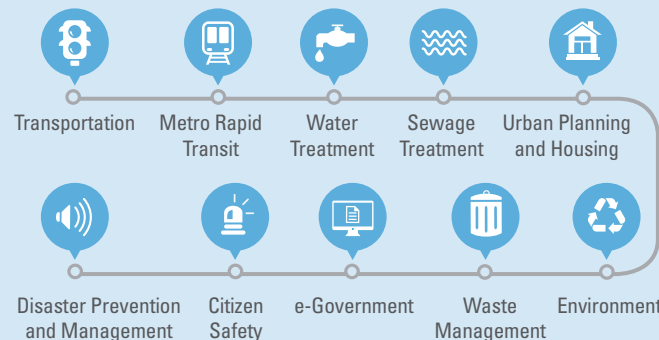 Transportation
Metro Rapid
Transit
Water
Treatment
Sewage
Treatment
Urban Planning
and Housing
Disaster Prevention
and Management
Citizen
Safety
e-Government
Waste
Management
Environment